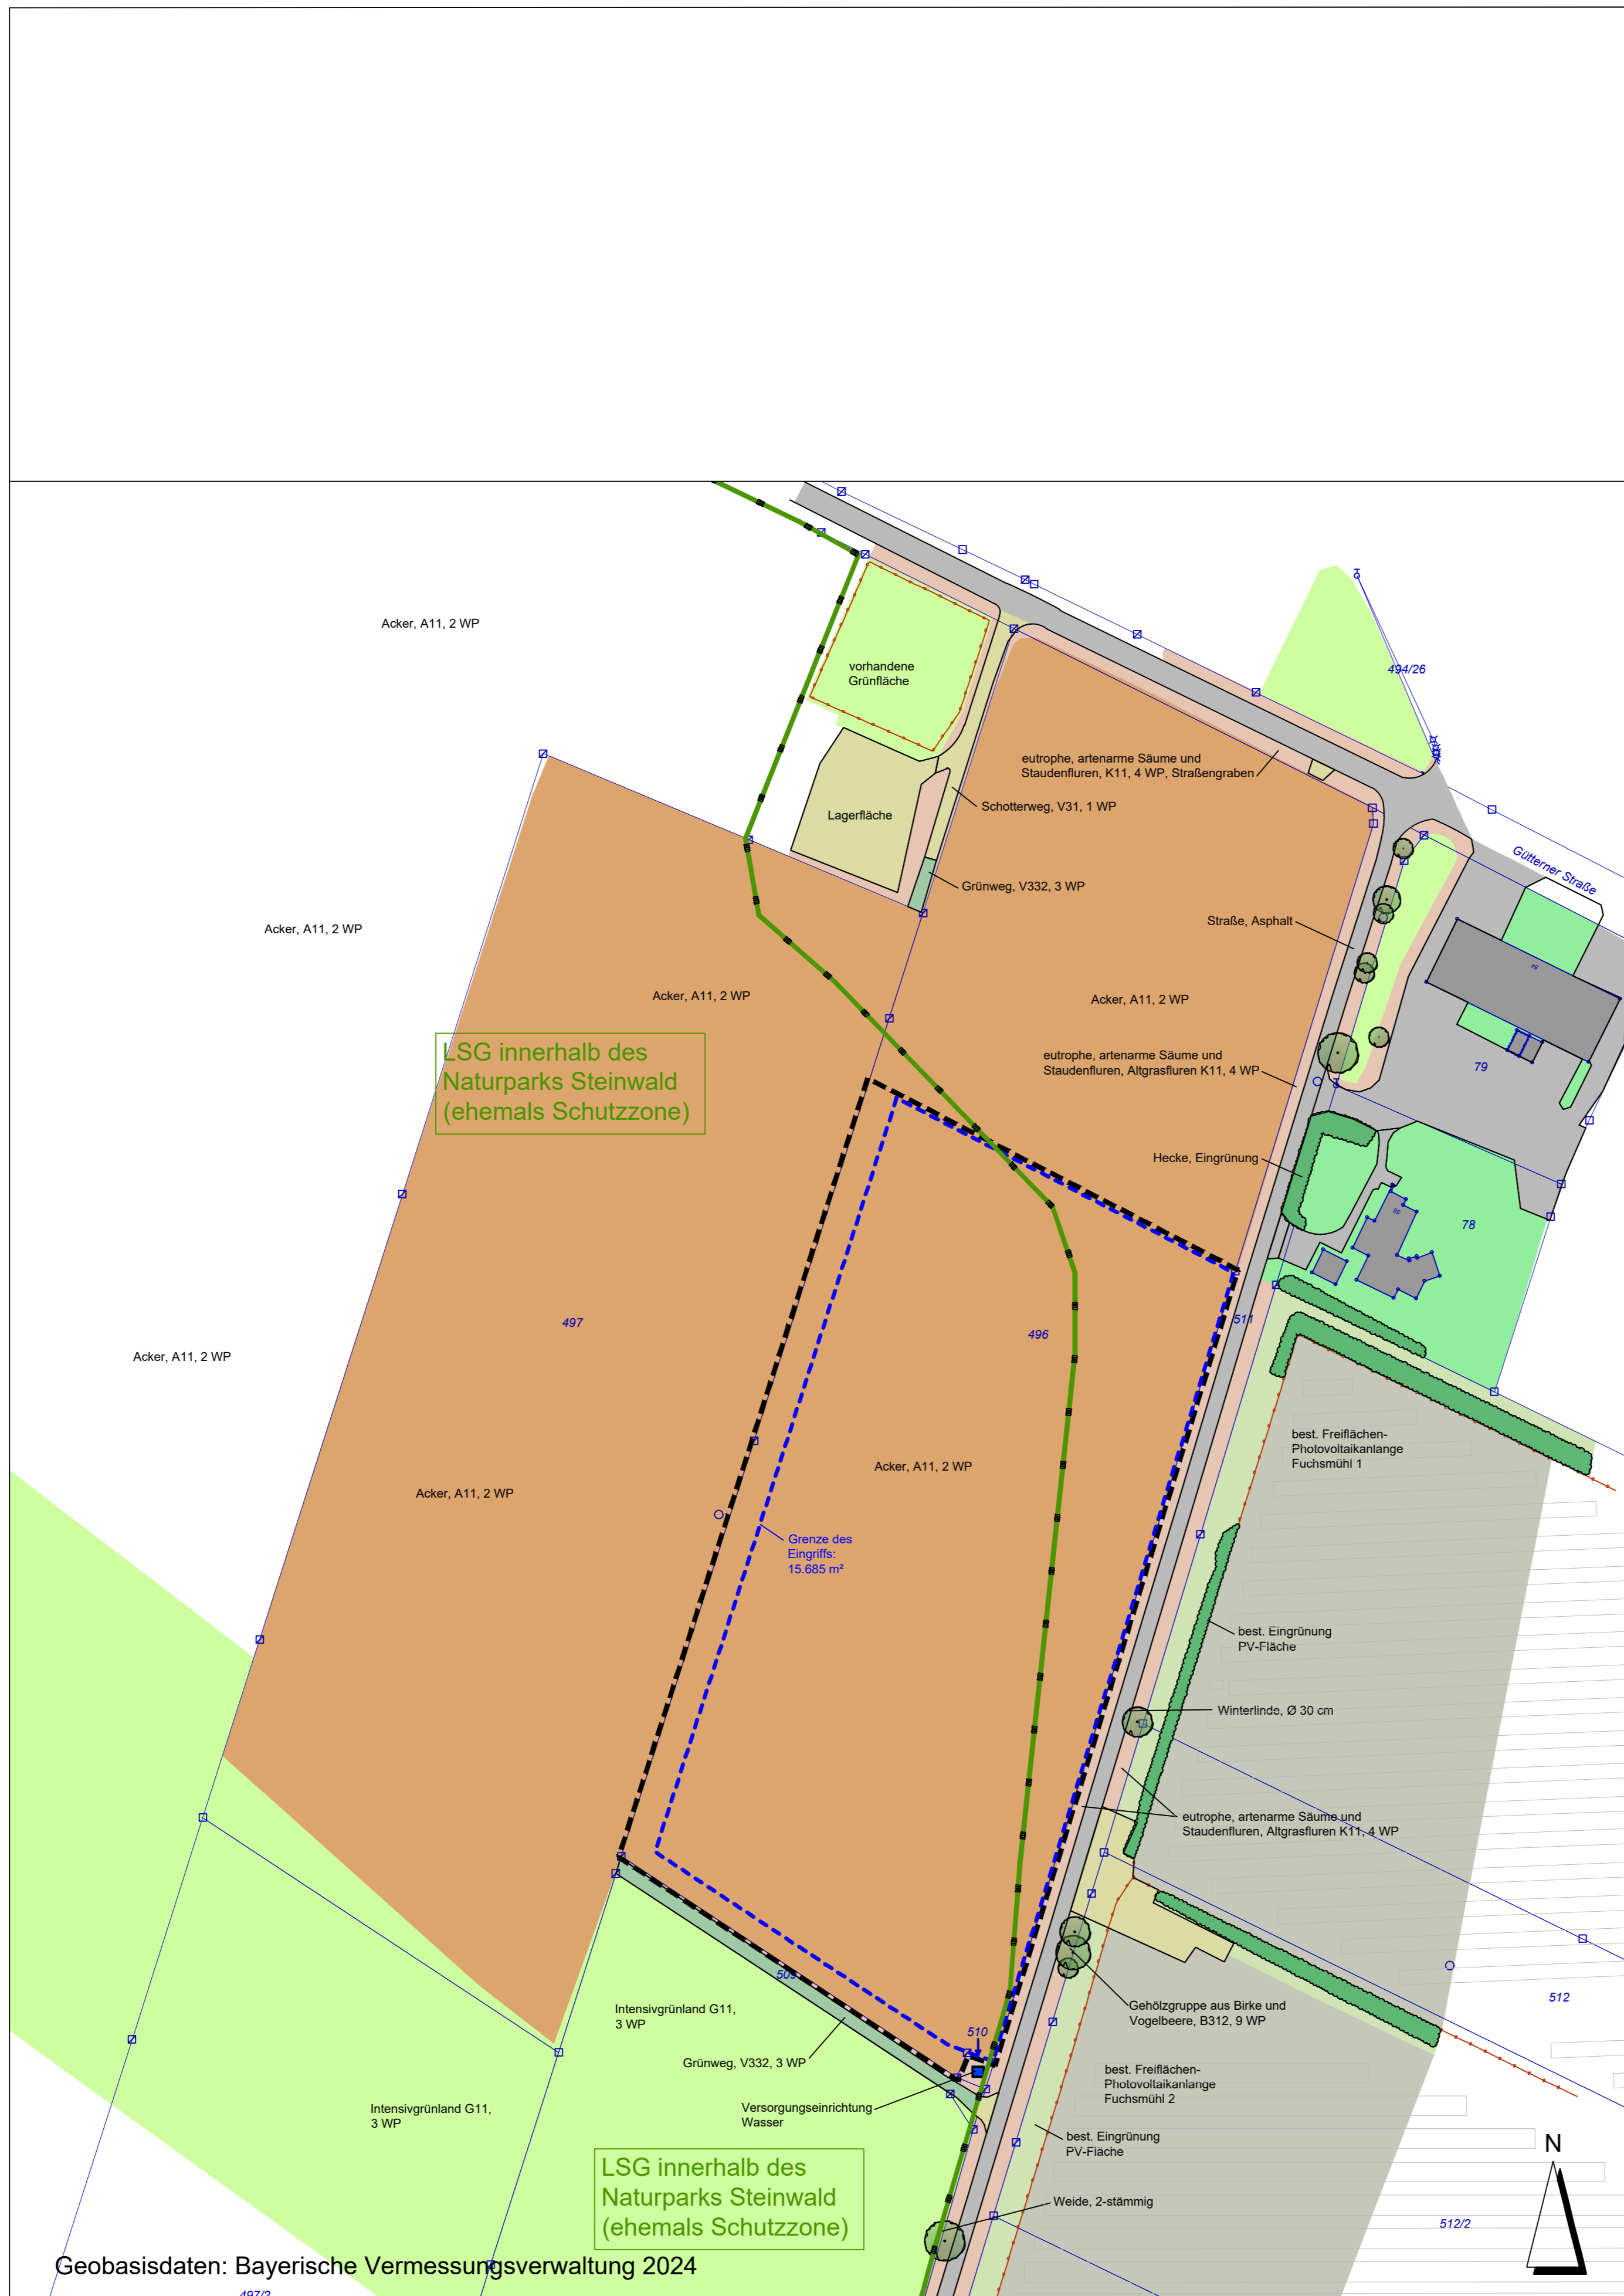 Acker, A11, 2 WP
494/26
vorhandene
Grünfläche
eutrophe, artenarme Säume und
Staudenfluren, K11, 4 WP, Straßengraben
Schotterweg, V31, 1 WP
Lagerfläche
Gütterner Straße
Grünweg, V332, 3 WP
Straße, Asphalt
Acker, A11, 2 WP
Acker, A11, 2 WP
Acker, A11, 2 WP
LSG innerhalb des
Naturparks Steinwald
(ehemals Schutzzone)
eutrophe, artenarme Säume und
Staudenfluren, Altgrasfluren K11, 4 WP
79
Hecke, Eingrünung
78
497
496
511
Acker, A11, 2 WP
best. Freiflächen-
Photovoltaikanlange
Fuchsmühl 1
Acker, A11, 2 WP
Acker, A11, 2 WP
Grenze des
Eingriffs:
15.685 m²
best. Eingrünung
PV-Fläche
Winterlinde, Ø 30 cm
eutrophe, artenarme Säume und
Staudenfluren, Altgrasfluren K11, 4 WP
509
512
Intensivgrünland G11,
3 WP
Gehölzgruppe aus Birke und
Vogelbeere, B312, 9 WP
510
Grünweg, V332, 3 WP
best. Freiflächen-
Photovoltaikanlange
Fuchsmühl 2
Versorgungseinrichtung
Wasser
Intensivgrünland G11,
3 WP
best. Eingrünung
PV-Fläche
N
LSG innerhalb des
Naturparks Steinwald
(ehemals Schutzzone)
Weide, 2-stämmig
512/2
Geobasisdaten: Bayerische Vermessungsverwaltung 2024
497/2